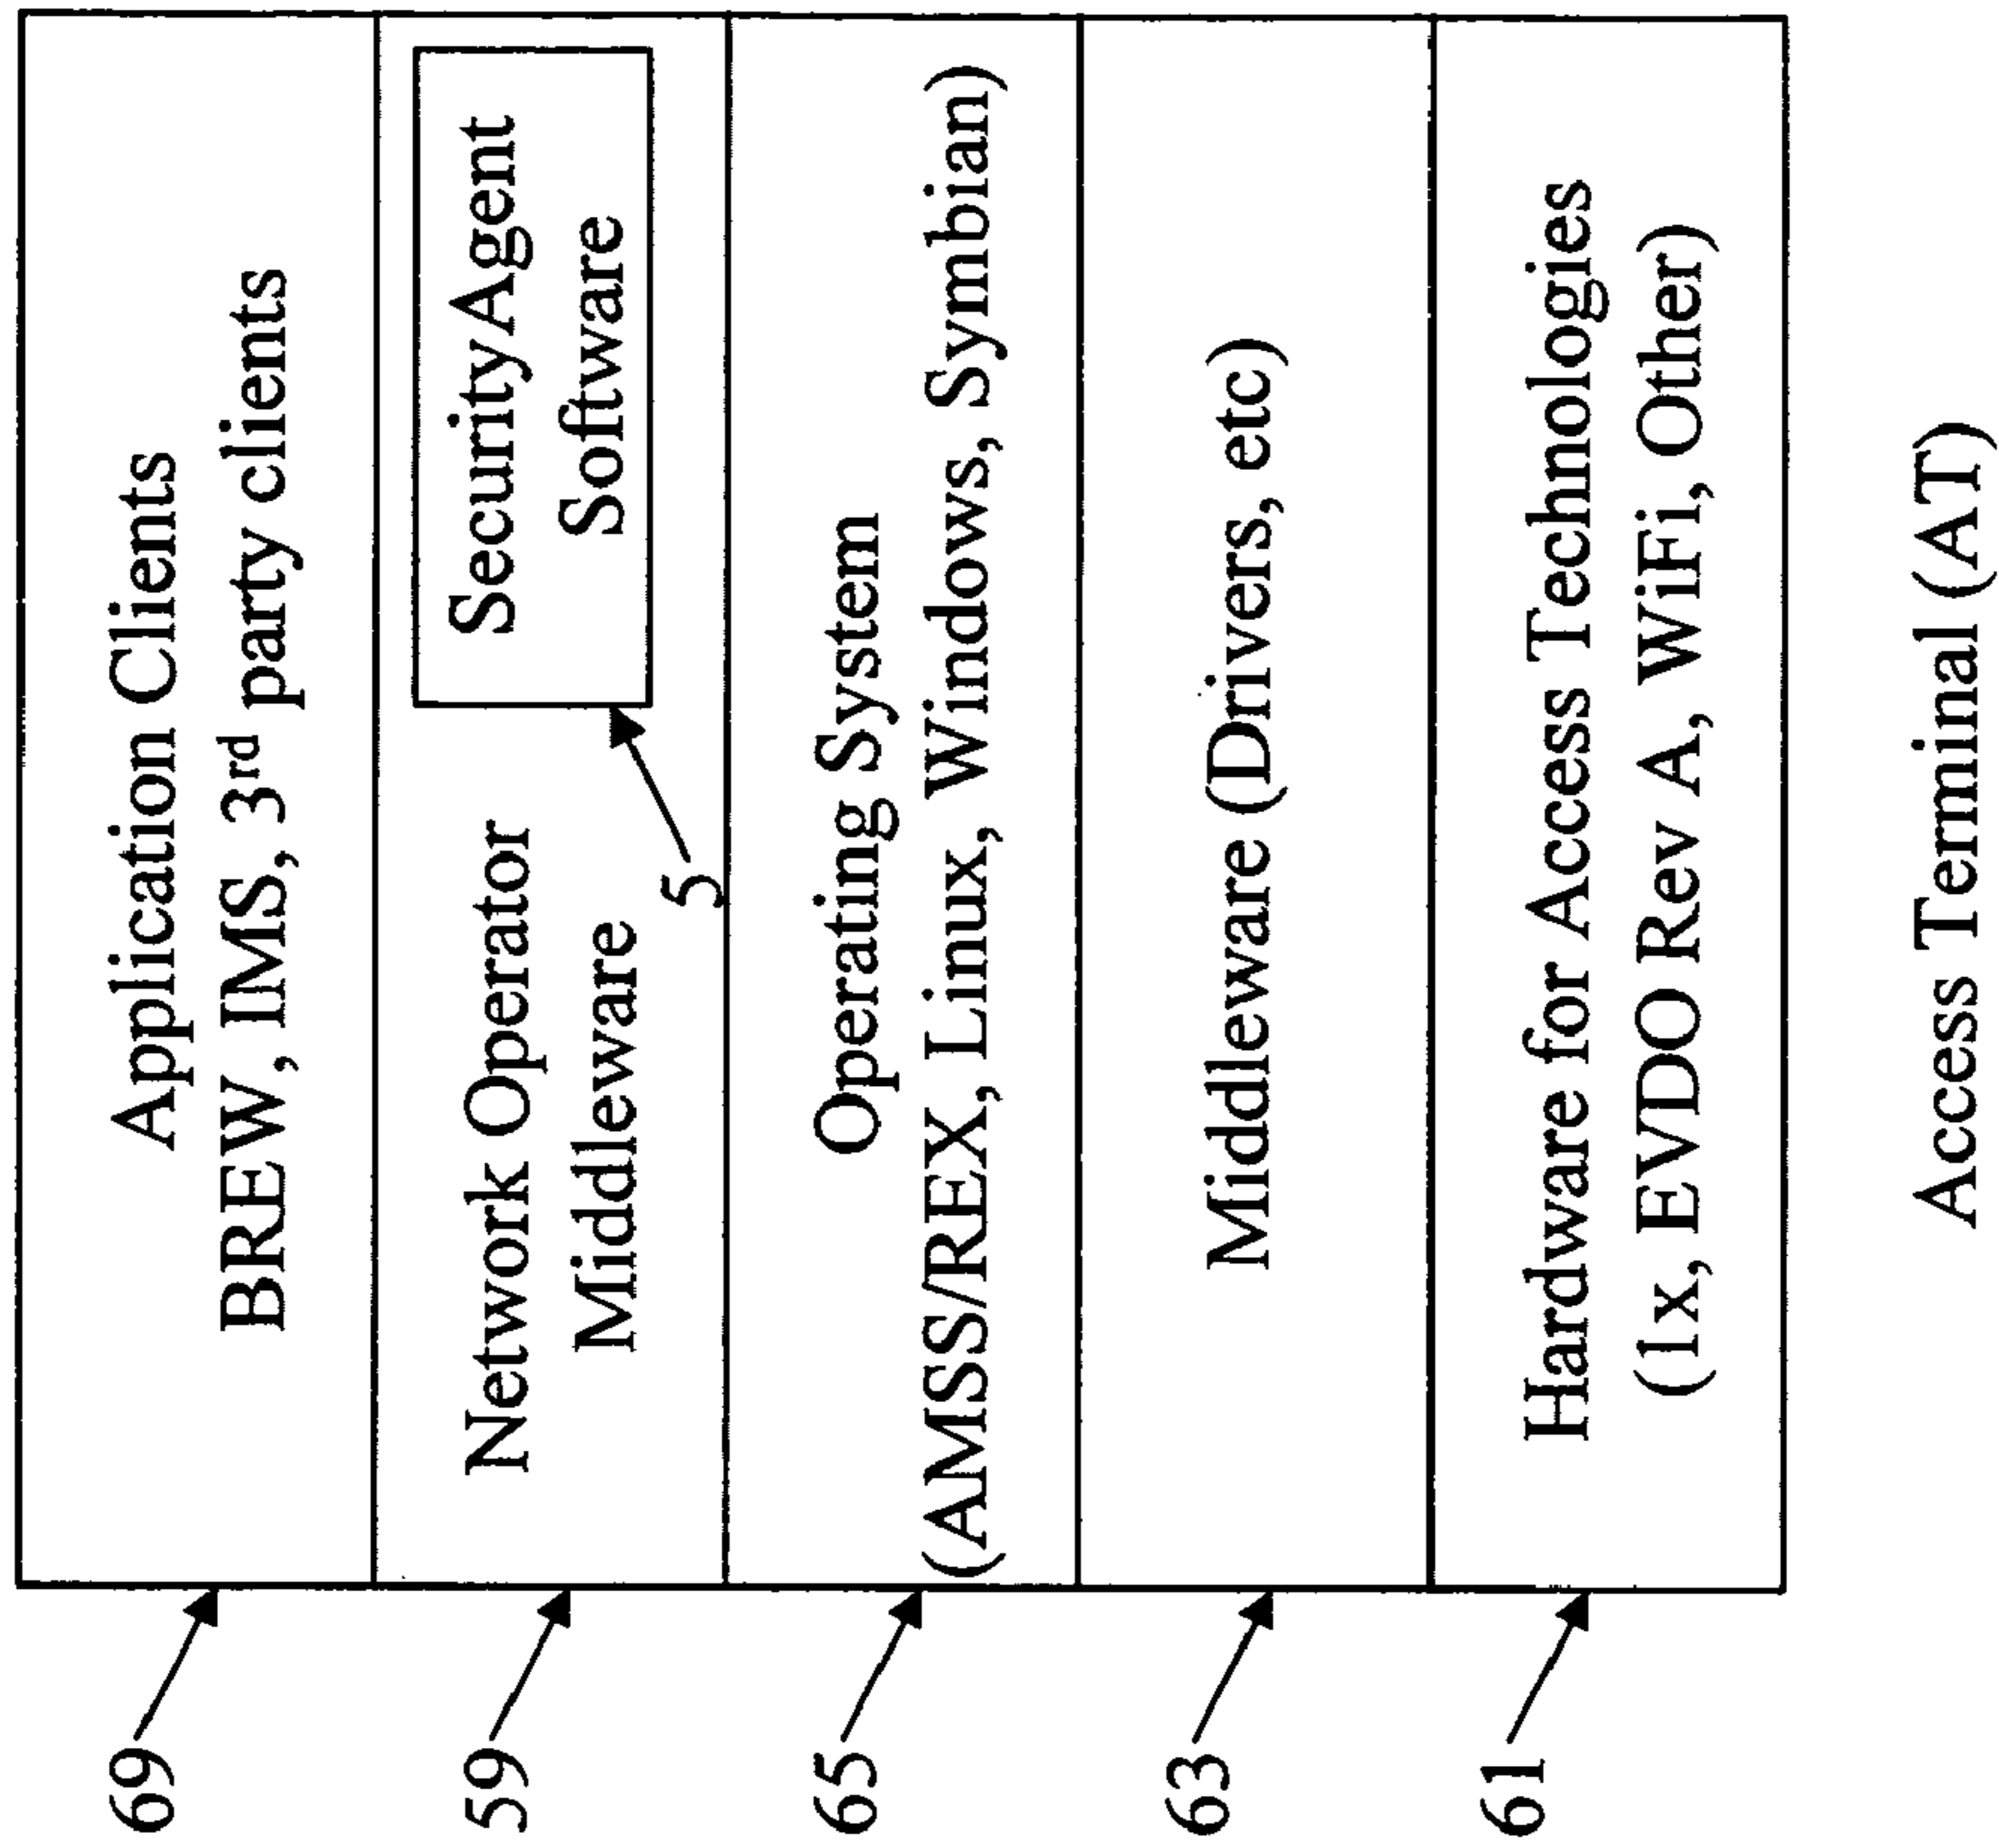 69
Application Clients
BREW, IMS, 3rd party clients
59
Network Operator
Middleware
SecurityAgent
Software
5
65
Operating System
(AMSS/REX, Linux, Windows, Symbian)
63
Middleware (Drivers, etc)
61
Hardware for Access Technologies
(1x, EVDO Rev A, WiFi, Other)
Access Terminal (AT)